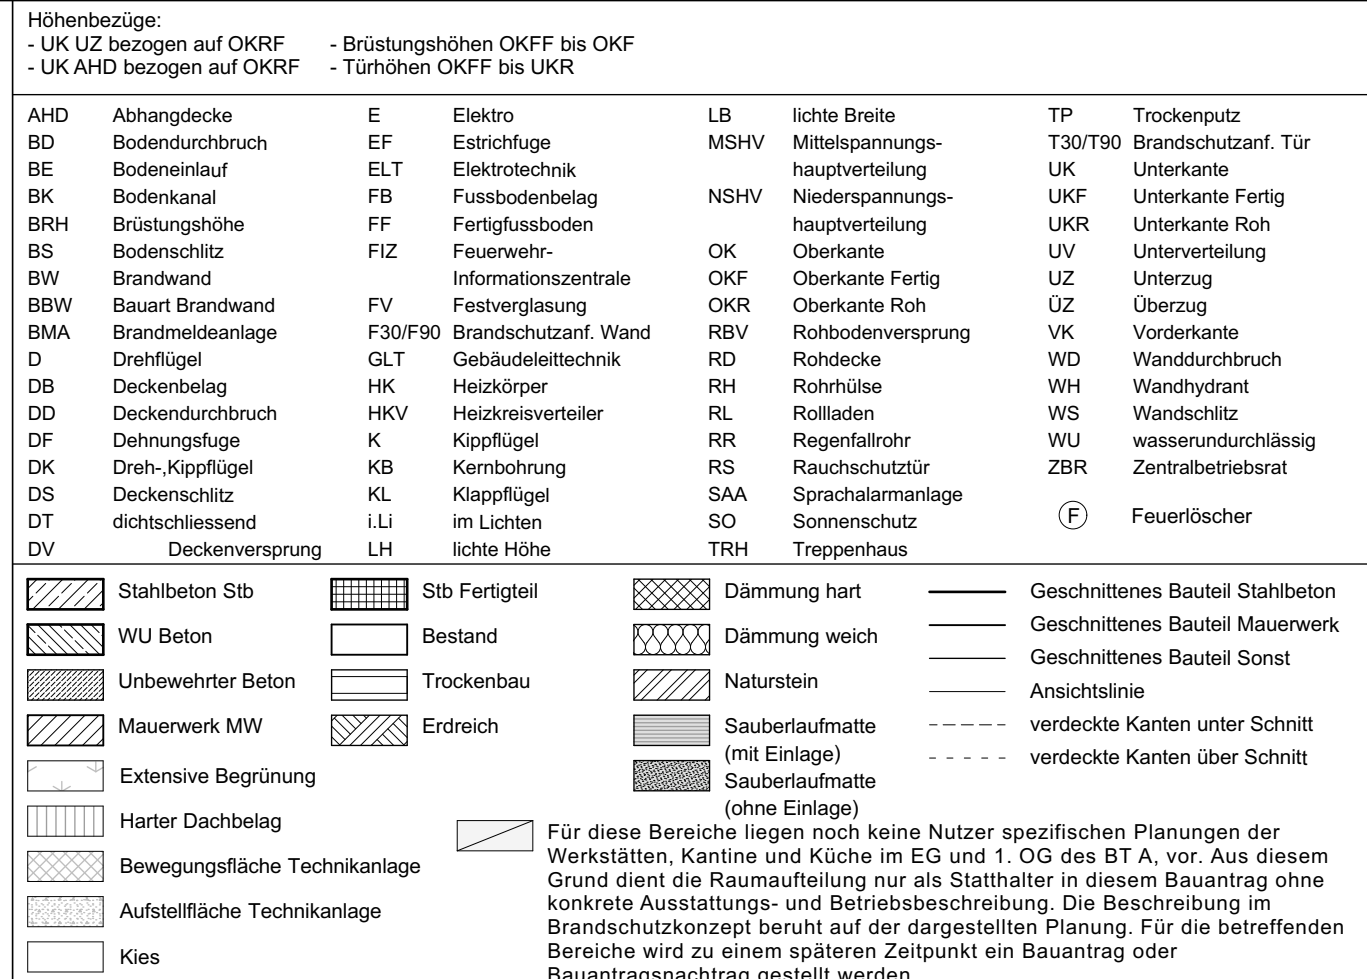 Höhenbezüge:
- UK UZ bezogen auf OKRF - Brüstungshöhen OKFF bis OKF
- UK AHD bezogen auf OKRF - Türhöhen OKFF bis UKR
AHD Abhangdecke
BD Bodendurchbruch
BE Bodeneinlauf
BK Bodenkanal
BRH Brüstungshöhe
BS Bodenschlitz
BW Brandwand
BBW Bauart Brandwand
BMA Brandmeldeanlage
D Drehflügel
DB Deckenbelag
DD Deckendurchbruch
DF Dehnungsfuge
DK Dreh-,Kippflügel
DS Deckenschlitz
DT dichtschliessend
DV Deckenversprung
E Elektro
EF Estrichfuge
ELT Elektrotechnik
FB Fussbodenbelag
FF Fertigfussboden
FIZ Feuerwehr-
Informationszentrale
FV Festverglasung
F30/F90 Brandschutzanf. Wand
GLT Gebäudeleittechnik
HK Heizkörper
HKV Heizkreisverteiler
K Kippflügel
KB Kernbohrung
KL Klappflügel
i.Li im Lichten
LH lichte Höhe
LB lichte Breite
MSHV Mittelspannungs-
hauptverteilung
NSHV Niederspannungs-
hauptverteilung
OK Oberkante
OKF Oberkante Fertig
OKR Oberkante Roh
RBV Rohbodenversprung
RD Rohdecke
RH Rohrhülse
RL Rollladen
RR Regenfallrohr
RS Rauchschutztür
SAA Sprachalarmanlage
SO Sonnenschutz
TRH Treppenhaus
TP Trockenputz
T30/T90 Brandschutzanf. Tür
UK Unterkante
UKF Unterkante Fertig
UKR Unterkante Roh
UV Unterverteilung
UZ Unterzug
ÜZ Überzug
VK Vorderkante
WD Wanddurchbruch
WH Wandhydrant
WS Wandschlitz
WU wasserundurchlässig
ZBR Zentralbetriebsrat
F Feuerlöscher
Stahlbeton Stb
WU Beton
Unbewehrter Beton
Mauerwerk MW
Extensive Begrünung
Harter Dachbelag
Bewegungsfläche Technikanlage
Aufstellfläche Technikanlage
Kies
Stb Fertigteil
Bestand
Trockenbau
Erdreich
Dämmung hart
Dämmung weich
Naturstein
Sauberlaufmatte
(mit Einlage)
Sauberlaufmatte
(ohne Einlage)
Geschnittenes Bauteil Stahlbeton
Geschnittenes Bauteil Mauerwerk
Geschnittenes Bauteil Sonst
Ansichtslinie
verdeckte Kanten unter Schnitt
verdeckte Kanten über Schnitt
Für diese Bereiche liegen noch keine Nutzer spezifischen Planungen der
Werkstätten, Kantine und Küche im EG und 1. OG des BT A, vor. Aus diesem
Grund dient die Raumaufteilung nur als Statthalter in diesem Bauantrag ohne
konkrete Ausstattungs- und Betriebsbeschreibung. Die Beschreibung im
Brandschutzkonzept beruht auf der dargestellten Planung. Für die betreffenden
Bereiche wird zu einem späteren Zeitpunkt ein Bauantrag oder
Bauantragsnachtrag gestellt werden